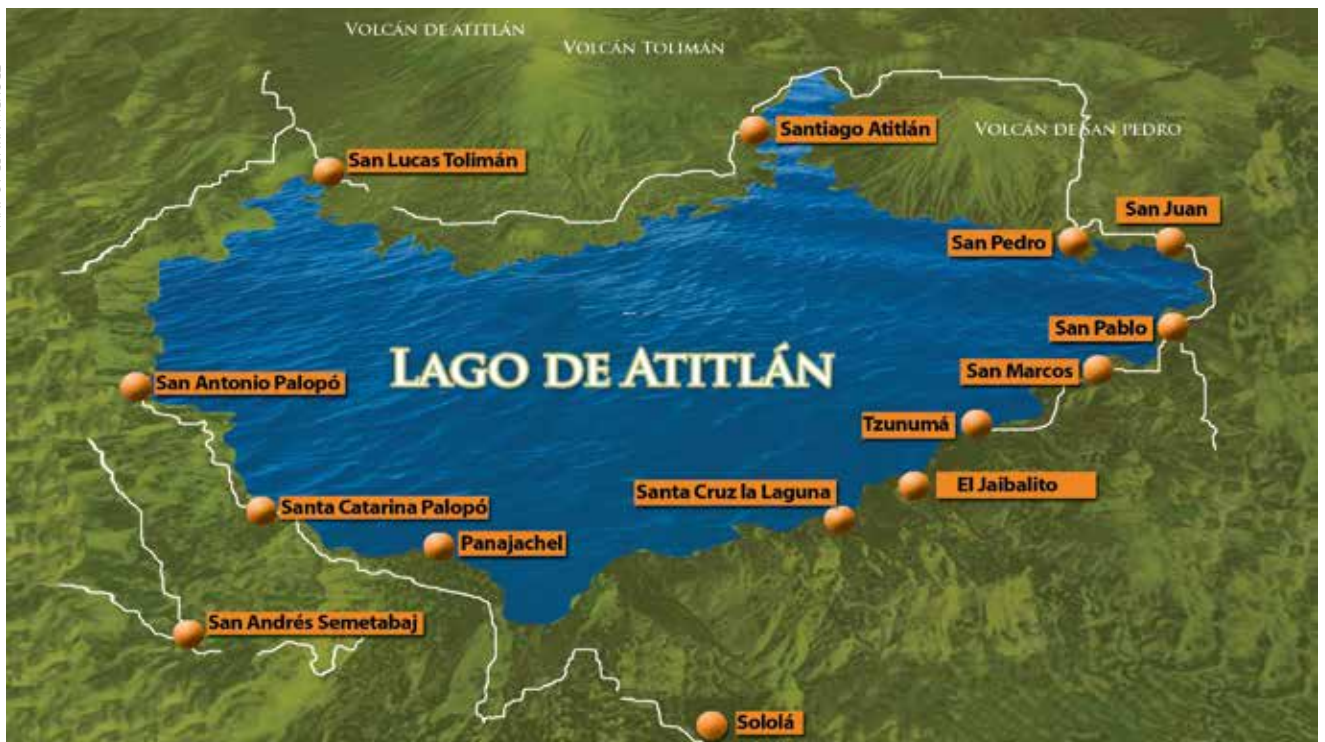 VOLCÁN DE ATITLÁN
VOLCÁN TOLIMÁN
Santiago Atitlán
VOLCÁN DE SAN PEDRO
San Lucas Tolimán
San Juan
San Pedro
San Pablo
LAGO DE ATITLÁN
San Marcos
San Antonio Palopó
Tzunumá
El Jaibalito
Santa Cruz la Laguna
Santa Catarina Palopó
Panajachel
San Andrés Semetabaj
Sololá